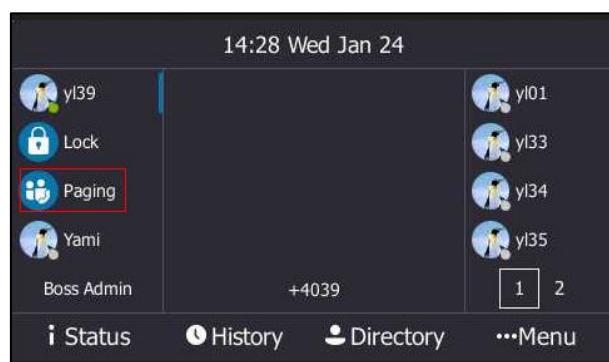 14:28 Wed Jan 24
yl39
yl01
Lock
yl33
Paging
yl34
Yami
yl35
Boss Admin +4039 1 2
i Status History Directory •••Menu